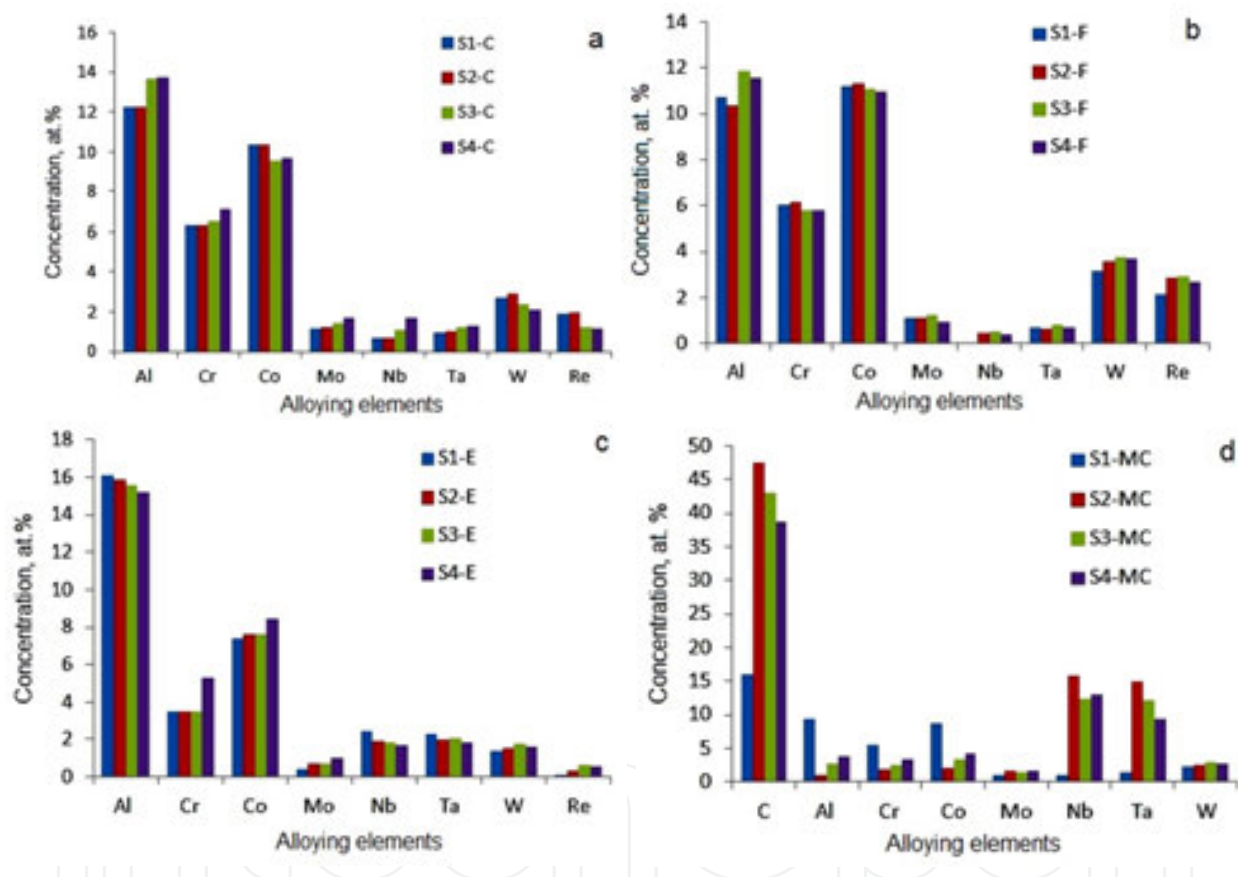 a
Concentration, at.%
16
14
12
10
8
6
4
2
0
S1-C
S2-C
S3-C
S4-C
Al Cr Co Mo Nb Ta W Re
Alloying elements
b
Concentration, at. %
14
12
10
8
6
4
2
0
S1-F
S2-F
S3-F
S4-F
Al Cr Co Mo Nb Ta W Re
Alloying elements
c
Concentration, at.%
18
16
14
12
10
8
6
4
2
0
S1-E
S2-E
S3-E
S4-E
Al Cr Co Mo Nb Ta W Re
Alloying elements
d
Concentration, at. %
50
45
40
35
30
25
20
15
10
5
0
S1-MC
S2-MC
S3-MC
S4-MC
C Al Cr Co Mo Nb Ta W
Alloying elements